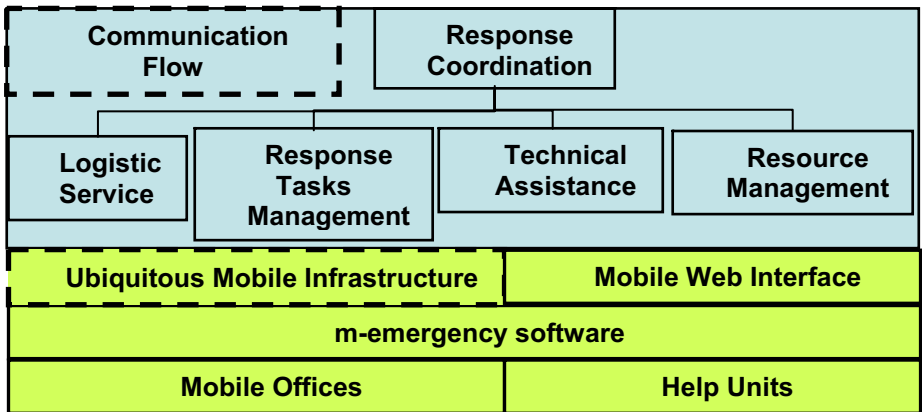 Communication
Flow
Response
Coordination
Logistic
Service
Response
Tasks
Management
Technical
Assistance
Resource
Management
Ubiquitous Mobile Infrastructure
Mobile Web Interface
m-emergency software
Mobile Offices
Help Units